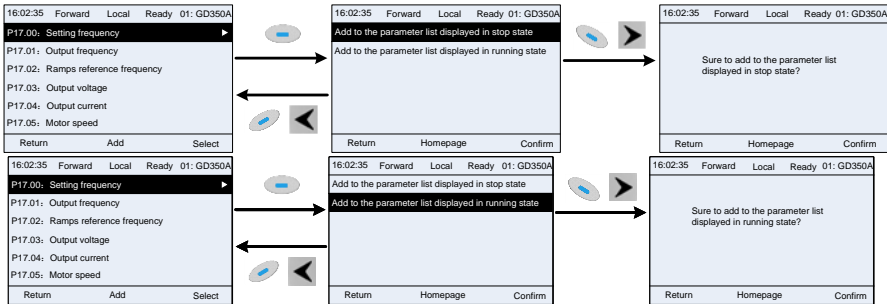 16:02:35 Forward Local Ready 01: GD350A
P17.00: Setting frequency
P17.01: Output frequency
P17.02: Ramps reference frequency
P17.03: Output voltage
P17.04: Output current
P17.05: Motor speed
Return Add Select
16:02:35 Forward Local Ready 01: GD350A
Add to the parameter list displayed in stop state
Add to the parameter list displayed in running state
Return Homepage Confirm
16:02:35 Forward Local Ready 01: GD350A
Sure to add to the parameter list
displayed in stop state?
Return Homepage Confirm
16:02:35 Forward Local Ready 01: GD350A
P17.00: Setting frequency
P17.01: Output frequency
P17.02: Ramps reference frequency
P17.03: Output voltage
P17.04: Output current
P17.05: Motor speed
Return Add Select
16:02:35 Forward Local Ready 01: GD350A
Add to the parameter list displayed in stop state
Add to the parameter list displayed in running state
Return Homepage Confirm
16:02:35 Forward Local Ready 01: GD350A
Sure to add to the parameter list
displayed in running state?
Return Homepage Confirm